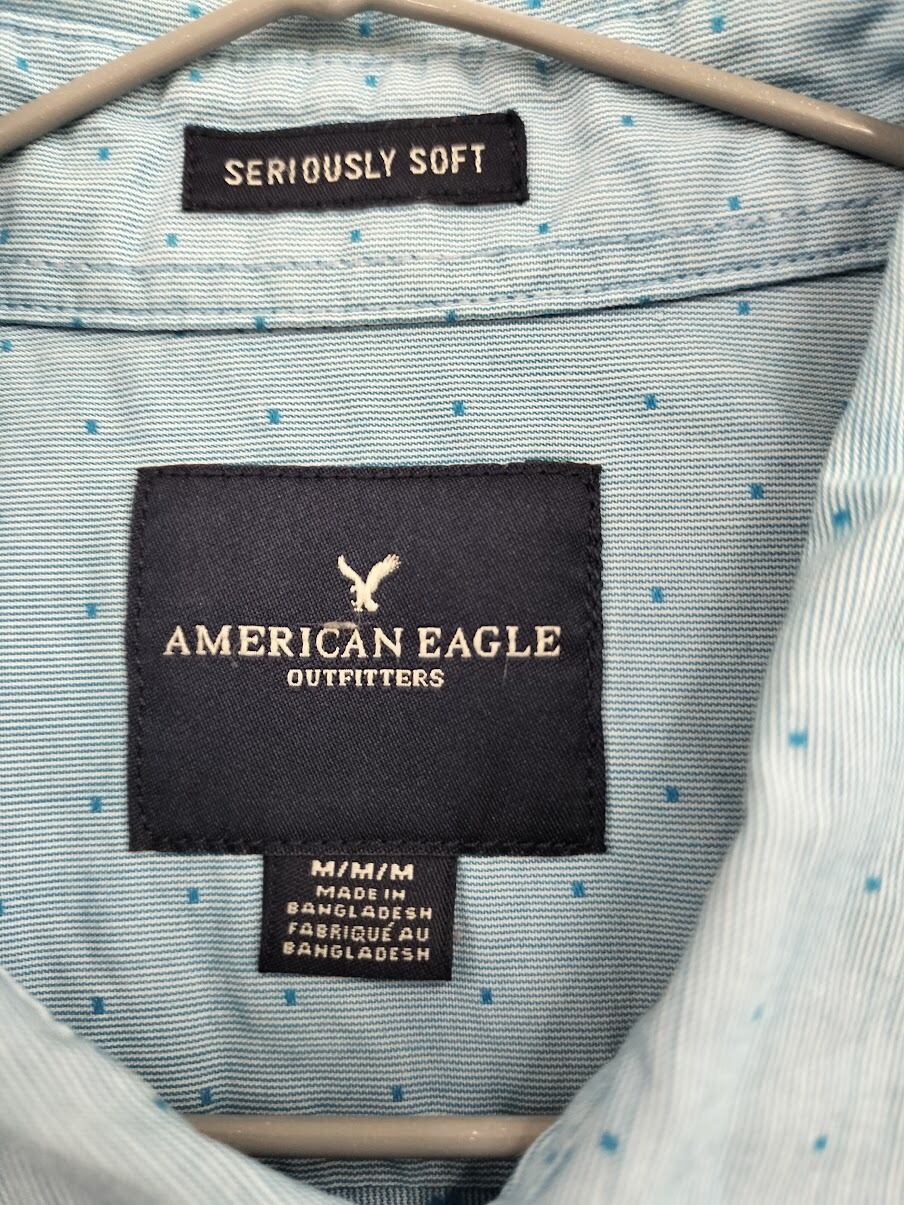 SERIOUSLY SOFT
AMERICAN EAGLE
OUTFITTERS
M/M/M
MADE IN
BANGLADESH
FABRIQUÉ AU
BANGLADESH